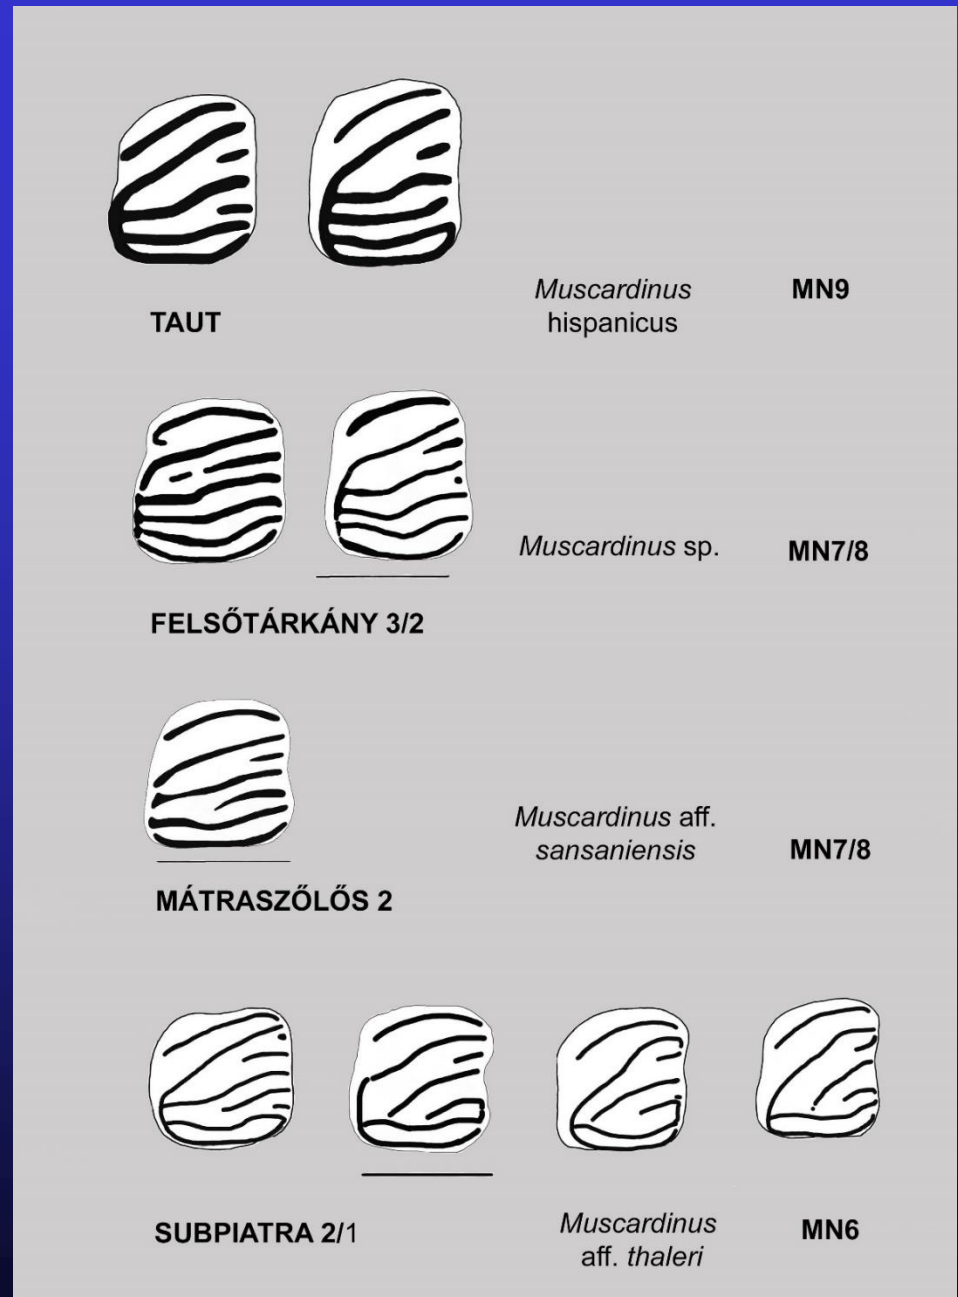 Muscardinus
hispanicus
MN9
TAUT
Muscardinus sp.
MN7/8
FELSŐTÁRKÁNY 3/2
Muscardinus aff.
sansaniensis
MN7/8
MÁTRASZŐLŐS 2
Muscardinus
aff. thaleri
MN6
SUBPIATRA 2/1